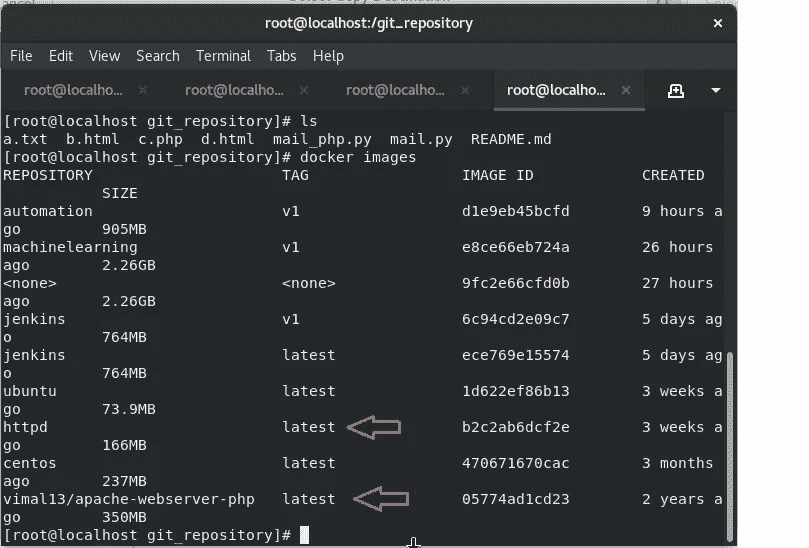 root@localhost:/git_repository
File Edit View Search Terminal Tabs Help
root@localho... root@localho... root@localho... root@localho...
[root@localhost git_repository]# ls
a.txt b.html c.php d.html mail_php.py mail.py README.md
[root@localhost git_repository]# docker images
REPOSITORY TAG IMAGE ID CREATED
SIZE
automation v1 d1e9eb45bcfd 9 hours a
go 905MB
machinelearning v1 e8ce66eb724a 26 hours
ago 2.26GB
<none> <none> 9fc2e66cfd0b 27 hours
ago 2.26GB
jenkins v1 6c94cd2e09c7 5 days ag
o 764MB
jenkins latest ece769e15574 5 days ag
o 764MB
ubuntu latest 1d622ef86b13 3 weeks a
go 73.9MB
httpd latest b2c2ab6dcf2e 3 weeks a
go 166MB
centos latest 470671670cac 3 months
ago 237MB
vimal13/apache-webserver-php latest 05774ad1cd23 2 years a
go 350MB
[root@localhost git_repository]#